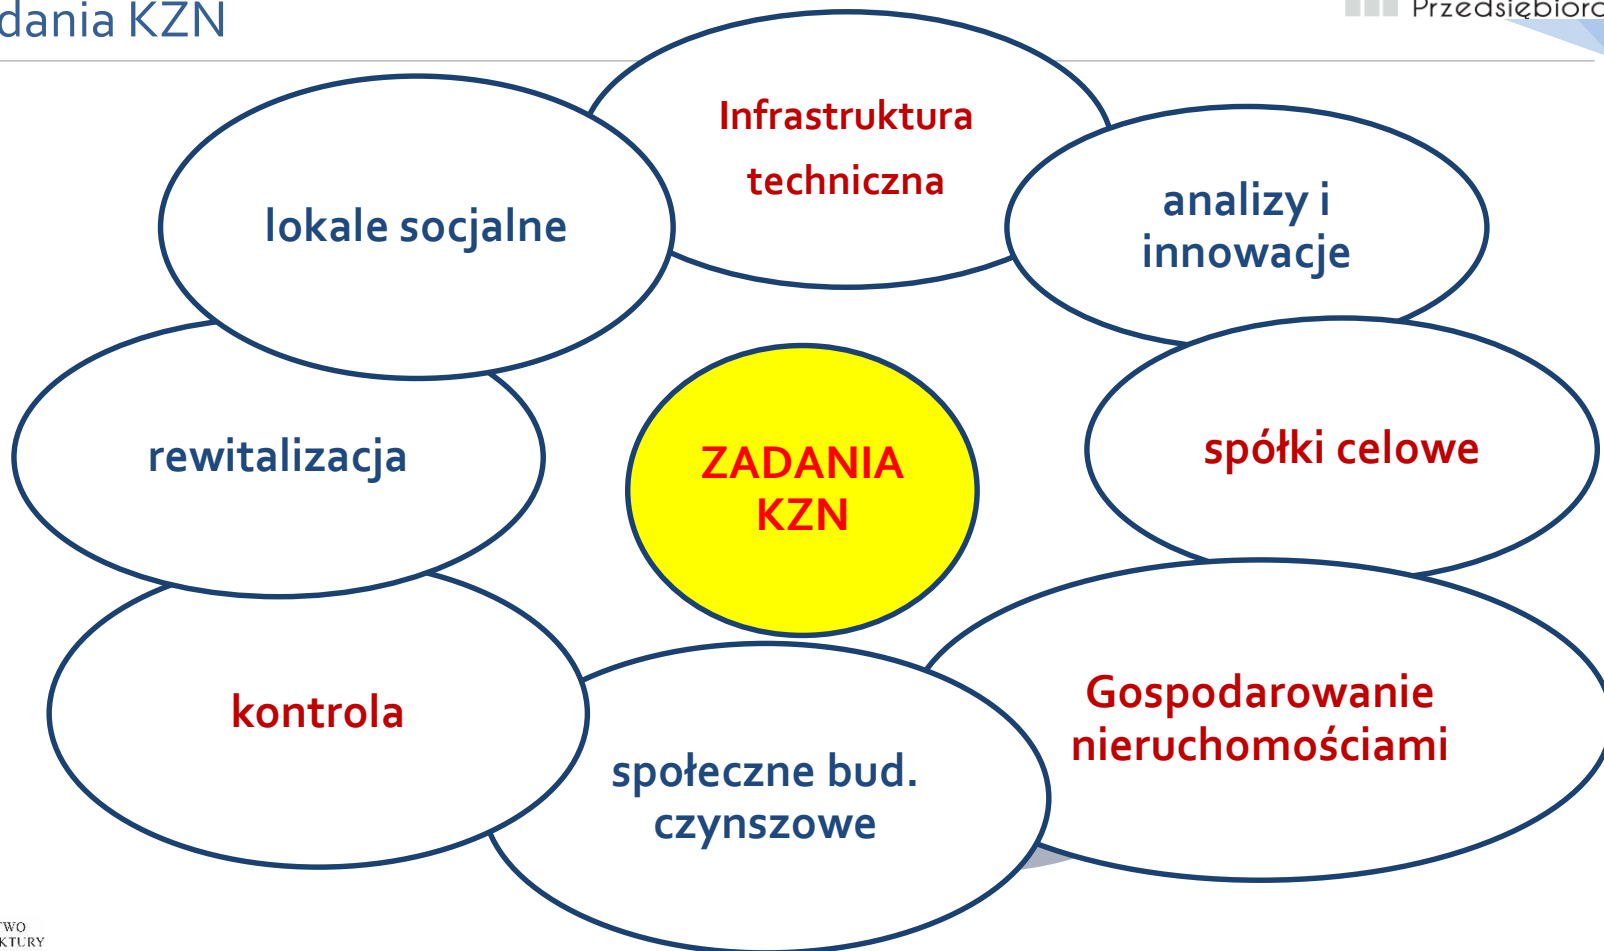 dania KZN
Infrastruktura
techniczna
analizy i
innowacje
lokale socjalne
spółki celowe
rewitalizacja
ZADANIA
KZN
Gospodarowanie
nieruchomościami
kontrola
społeczne bud.
czynszowe
TWO
KTURY